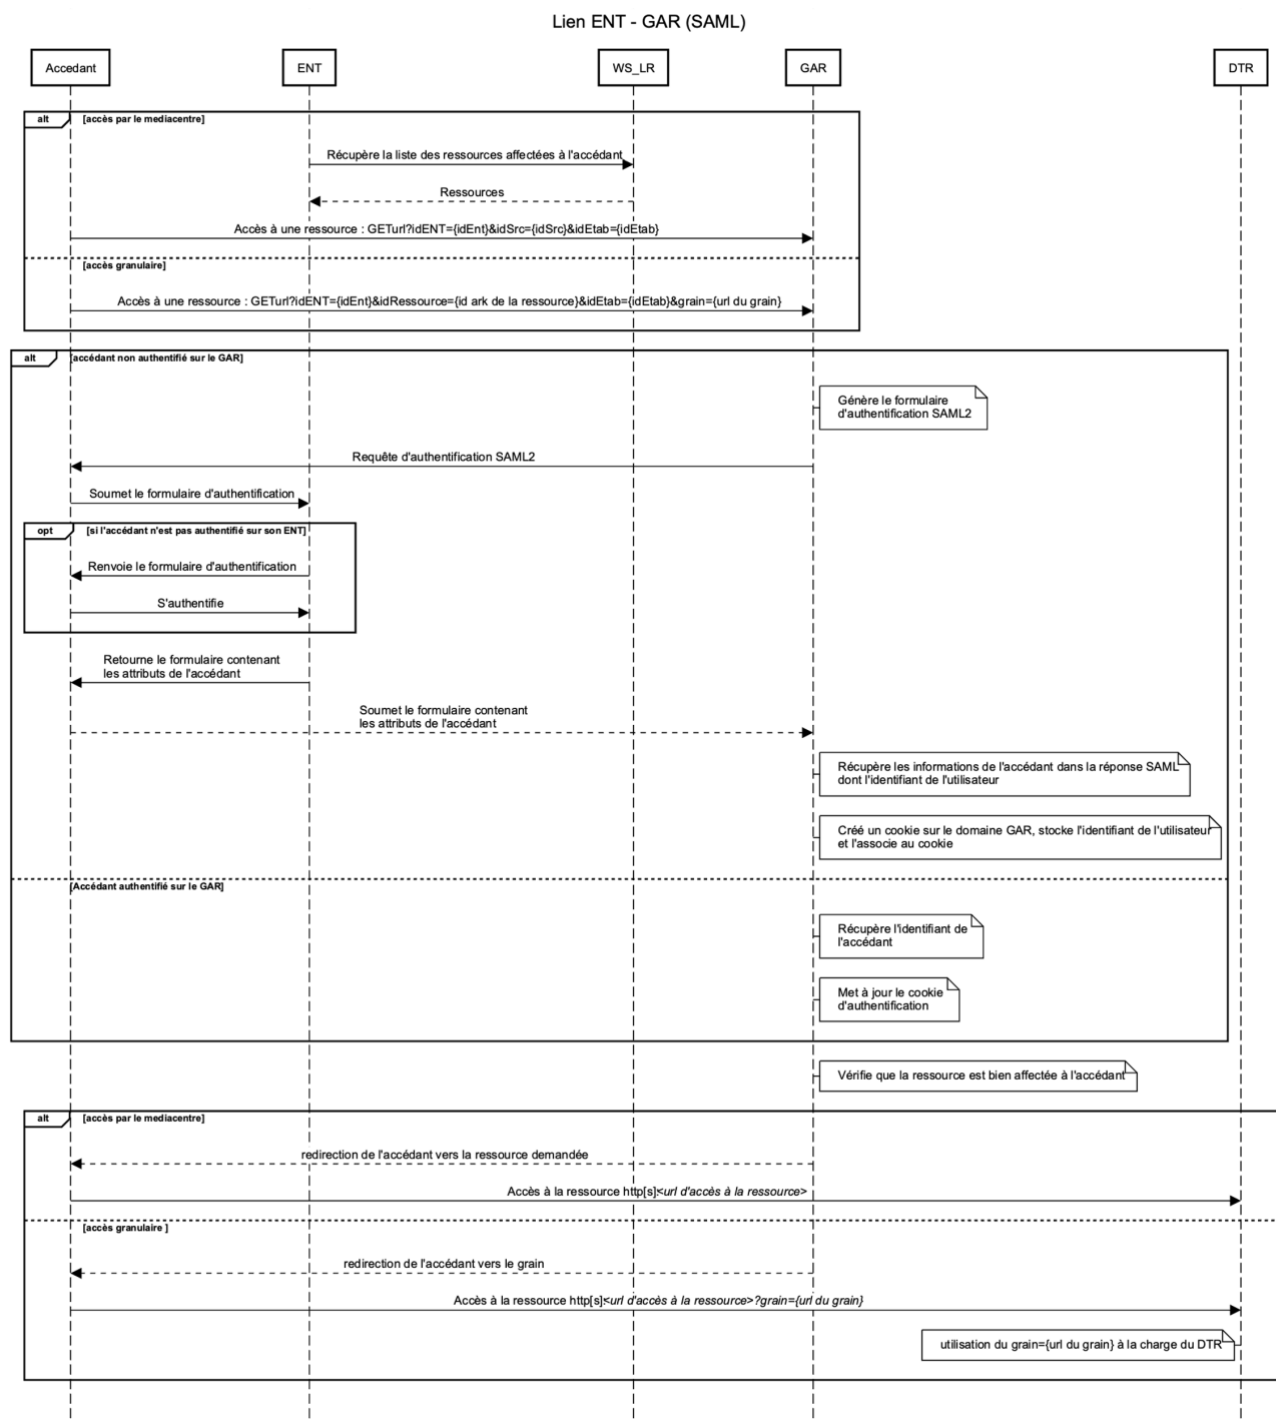 Lien ENT - GAR (SAML)
Accedant
ENT
WS_LR
GAR
DTR
alt
[accès par le mediacentre]
Récupère la liste des ressources affectées à l'accédant
Ressources
Accès à une ressource : GETurl?idENT={idEnt}&idSrc={idSrc}&idEtab={idEtab}
[accès granulaire]
Accès à une ressource : GETurl?idENT={idEnt}&idRessource={id ark de la ressource}&idEtab={idEtab}&grain={url du grain}
alt
[accédant non authentifié sur le GAR]
Génère le formulaire
d'authentification SAML2
Requête d'authentification SAML2
Soumet le formulaire d'authentification
opt
[si l'accédant n'est pas authentifié sur son ENT]
Renvoie le formulaire d'authentification
S'authentifie
Retourne le formulaire contenant
les attributs de l'accédant
Soumet le formulaire contenant
les attributs de l'accédant
Récupère les informations de l'accédant dans la réponse SAML
dont l'identifiant de l'utilisateur
Créé un cookie sur le domaine GAR, stocke l'identifiant de l'utilisateur
et l'associe au cookie
[Accédant authentifié sur le GAR]
Récupère l'identifiant de
l'accédant
Met à jour le cookie
d'authentification
Vérifie que la ressource est bien affectée à l'accédant
alt
[accès par le mediacentre]
redirection de l'accédant vers la ressource demandée
Accès à la ressource http[s]:<url d'accès à la ressource>
[accès granulaire ]
redirection de l'accédant vers le grain
Accès à la ressource http[s]:<url d'accès à la ressource>?grain={url du grain}
utilisation du grain={url du grain} à la charge du DTR